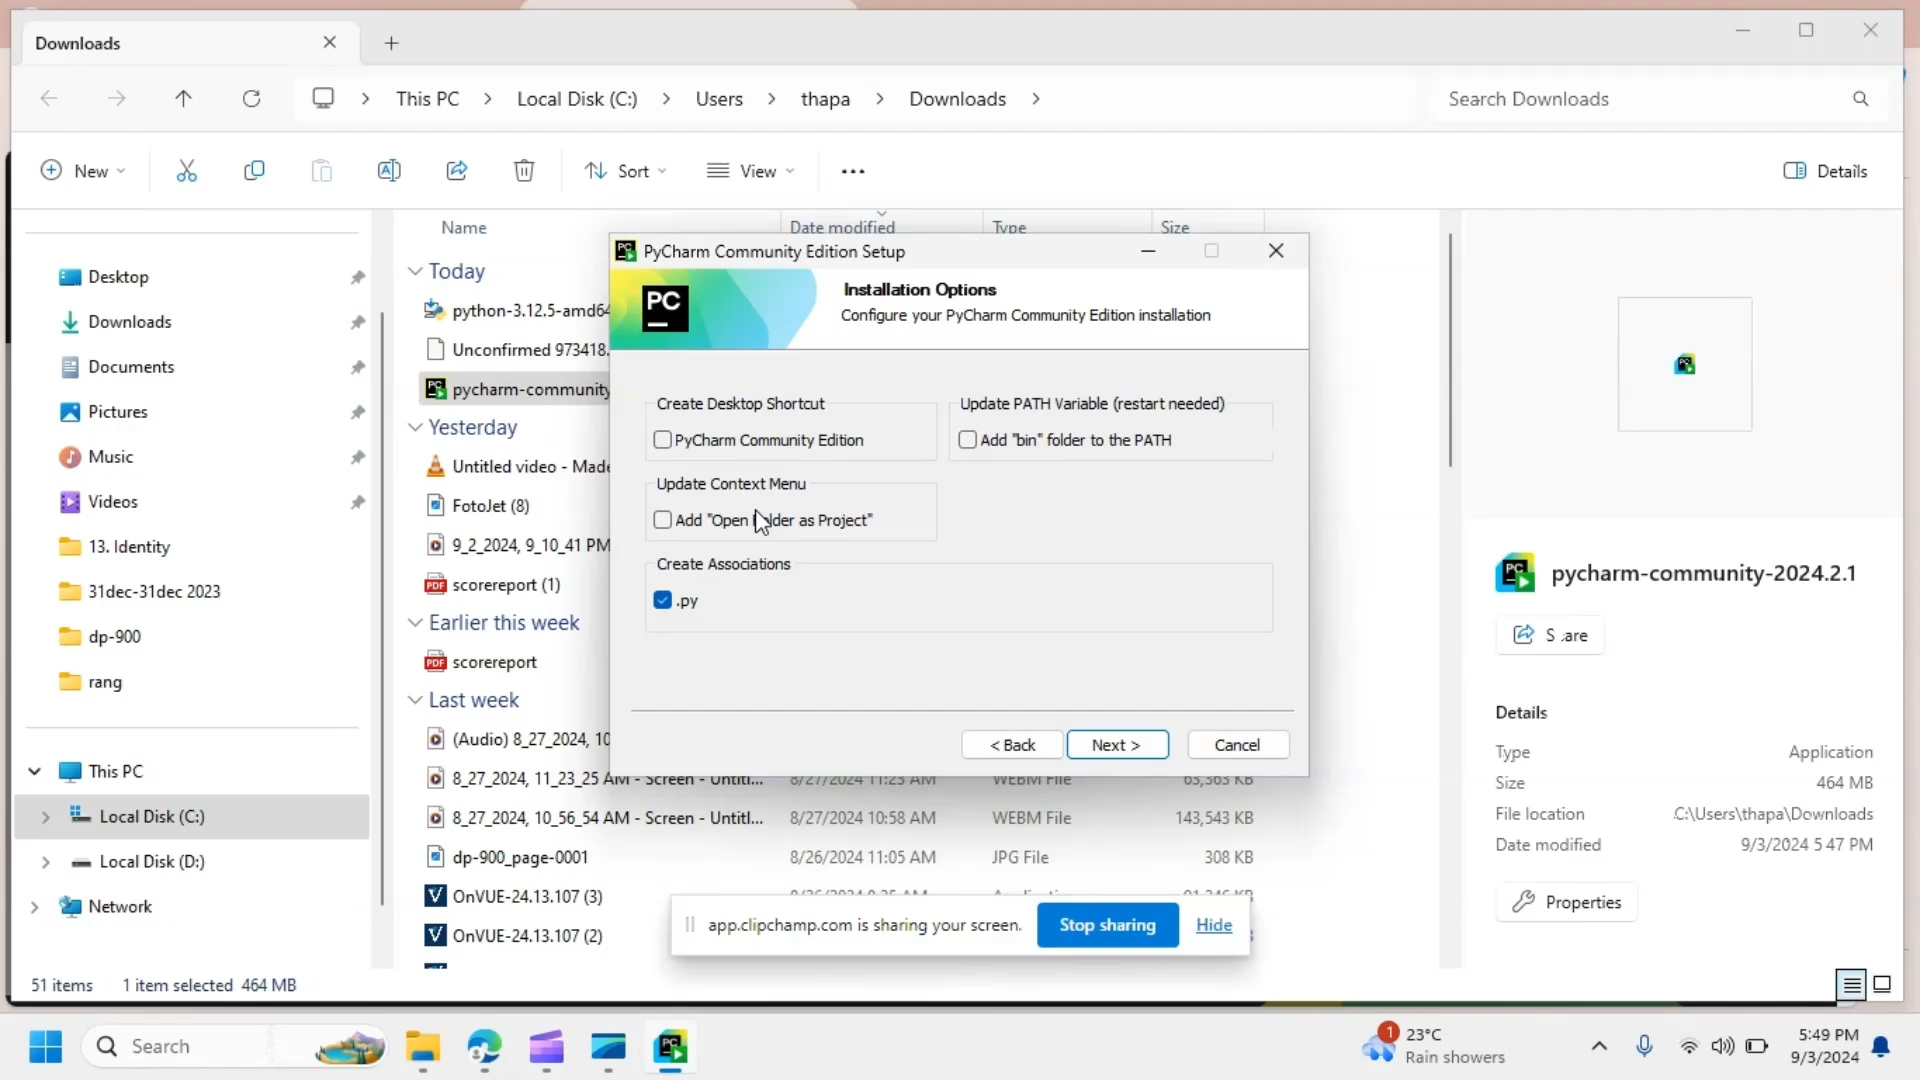 Downloads
This PC
Local Disk (C:)
Users
thapa
Downloads
Search Downloads
New
Sort
View
Details
Desktop
Downloads
Documents
Pictures
Music
Videos
13. Identity
31dec-31dec 2023
dp-900
rang
This PC
Local Disk (C:)
Local Disk (D:)
Network
Name
Date modified
Type
Size
Today
python-3.12.5-amd64
Unconfirmed 973418.
pycharm-community
Yesterday
Untitled video - Made
FotoJet (8)
9_2_2024, 9_10_41 PM
scorereport (1)
Earlier this week
scorereport
Last week
(Audio) 8_27_2024, 10
8_27_2024, 11_23_25 AM - Screen - Untitl...
8/27/2024 11:23 AM
WEBM File
63,363 KB
8_27_2024, 10_56_54 AM - Screen - Untitl...
8/27/2024 10:58 AM
WEBM File
143,543 KB
dp-900_page-0001
8/26/2024 11:05 AM
JPG File
308 KB
OnVUE-24.13.107 (3)
OnVUE-24.13.107 (2)
PC PyCharm Community Edition Setup
PC
Installation Options
Configure your PyCharm Community Edition installation
Create Desktop Shortcut
PyCharm Community Edition
Update PATH Variable (restart needed)
Add "bin" folder to the PATH
Update Context Menu
Add "Open folder as Project"
Create Associations
.py
< Back
Next >
Cancel
app.clipchamp.com is sharing your screen.
Stop sharing
Hide
pycharm-community-2024.2.1
S are
Details
Type
Application
Size
464 MB
File location
C:\Users\thapa\Downloads
Date modified
9/3/2024 5 47 PM
Properties
51 items
1 item selected 464 MB
Search
1
23°C
Rain showers
5:49 PM
9/3/2024